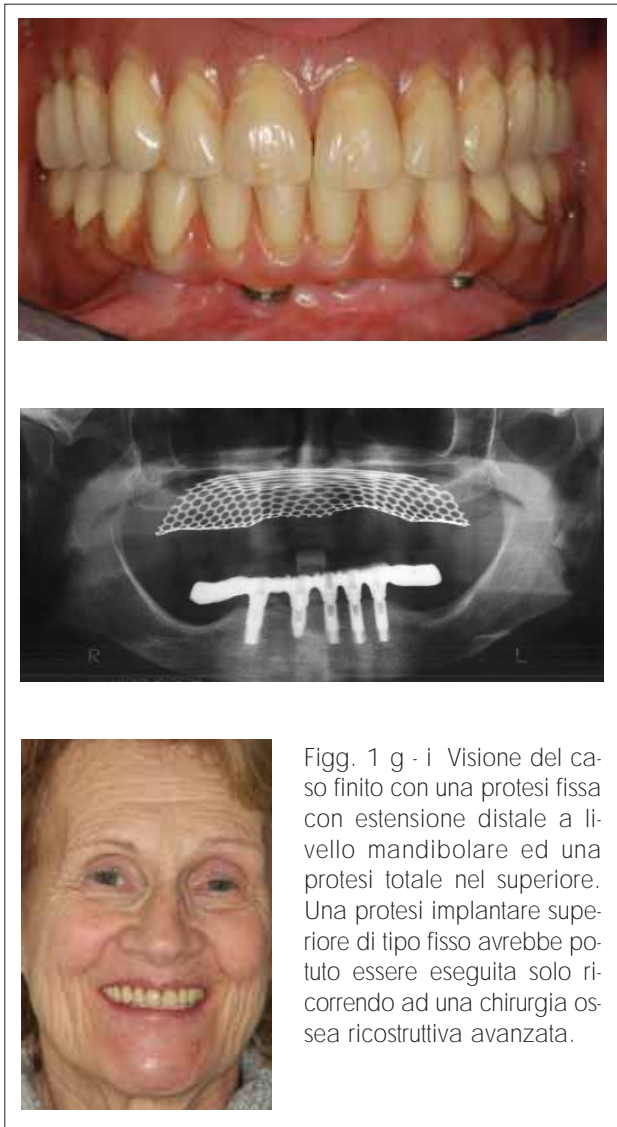 R
L
Figg. 1 g - i Visione del ca-
so finito con una protesi fissa
con estensione distale a li-
vello mandibolare ed una
protesi totale nel superiore.
Una protesi implantare supe-
riore di tipo fisso avrebbe po-
tuto essere eseguita solo ri-
correndo ad una chirurgia os-
sea ricostruttiva avanzata.